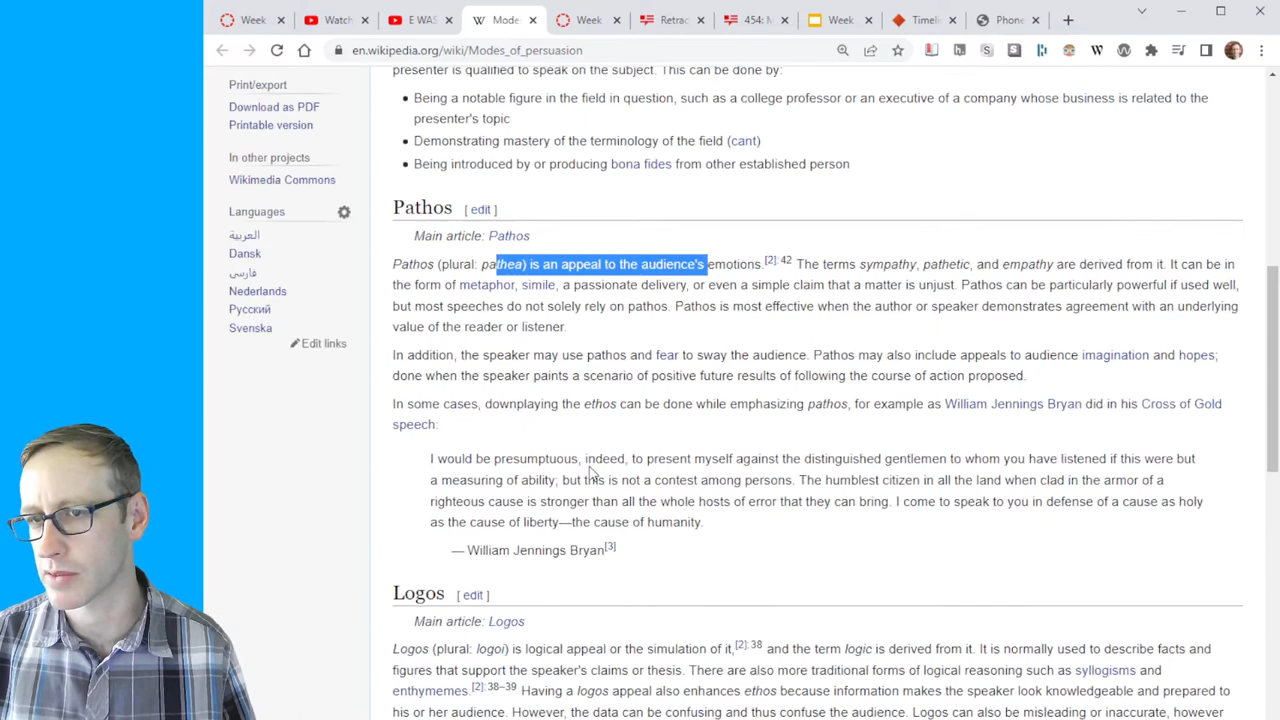 Week
Watch
E WAS
Modes
Week
Retrac
454: M
Week
Timeli
Phone
en.wikipedia.org/wiki/Modes_of_persuasion
presenter is qualified to speak on the subject. This can be done by:
Print/export
Download as PDF
Printable version
In other projects
Wikimedia Commons
Languages
العربية
Dansk
فارسی
Nederlands
Русский
Svenska
Edit links
• Being a notable figure in the field in question, such as a college professor or an executive of a company whose business is related to the
presenter's topic
• Demonstrating mastery of the terminology of the field (cant)
• Being introduced by or producing bona fides from other established person
Pathos [ edit ]
Main article: Pathos
Pathos (plural: pathea) is an appeal to the audience's emotions.[2]: 42 The terms sympathy, pathetic, and empathy are derived from it. It can be in
the form of metaphor, simile, a passionate delivery, or even a simple claim that a matter is unjust. Pathos can be particularly powerful if used well,
but most speeches do not solely rely on pathos. Pathos is most effective when the author or speaker demonstrates agreement with an underlying
value of the reader or listener.
In addition, the speaker may use pathos and fear to sway the audience. Pathos may also include appeals to audience imagination and hopes;
done when the speaker paints a scenario of positive future results of following the course of action proposed.
In some cases, downplaying the ethos can be done while emphasizing pathos, for example as William Jennings Bryan did in his Cross of Gold
speech:
I would be presumptuous, indeed, to present myself against the distinguished gentlemen to whom you have listened if this were but
a measuring of ability; but this is not a contest among persons. The humblest citizen in all the land when clad in the armor of a
righteous cause is stronger than all the whole hosts of error that they can bring. I come to speak to you in defense of a cause as holy
as the cause of liberty—the cause of humanity.
— William Jennings Bryan[3]
Logos [ edit ]
Main article: Logos
Logos (plural: logoi) is logical appeal or the simulation of it,[2]: 38 and the term logic is derived from it. It is normally used to describe facts and
figures that support the speaker's claims or thesis. There are also more traditional forms of logical reasoning such as syllogisms and
enthymemes.[2]: 38–39 Having a logos appeal also enhances ethos because information makes the speaker look knowledgeable and prepared to
his or her audience. However, the data can be confusing and thus confuse the audience. Logos can also be misleading or inaccurate, however